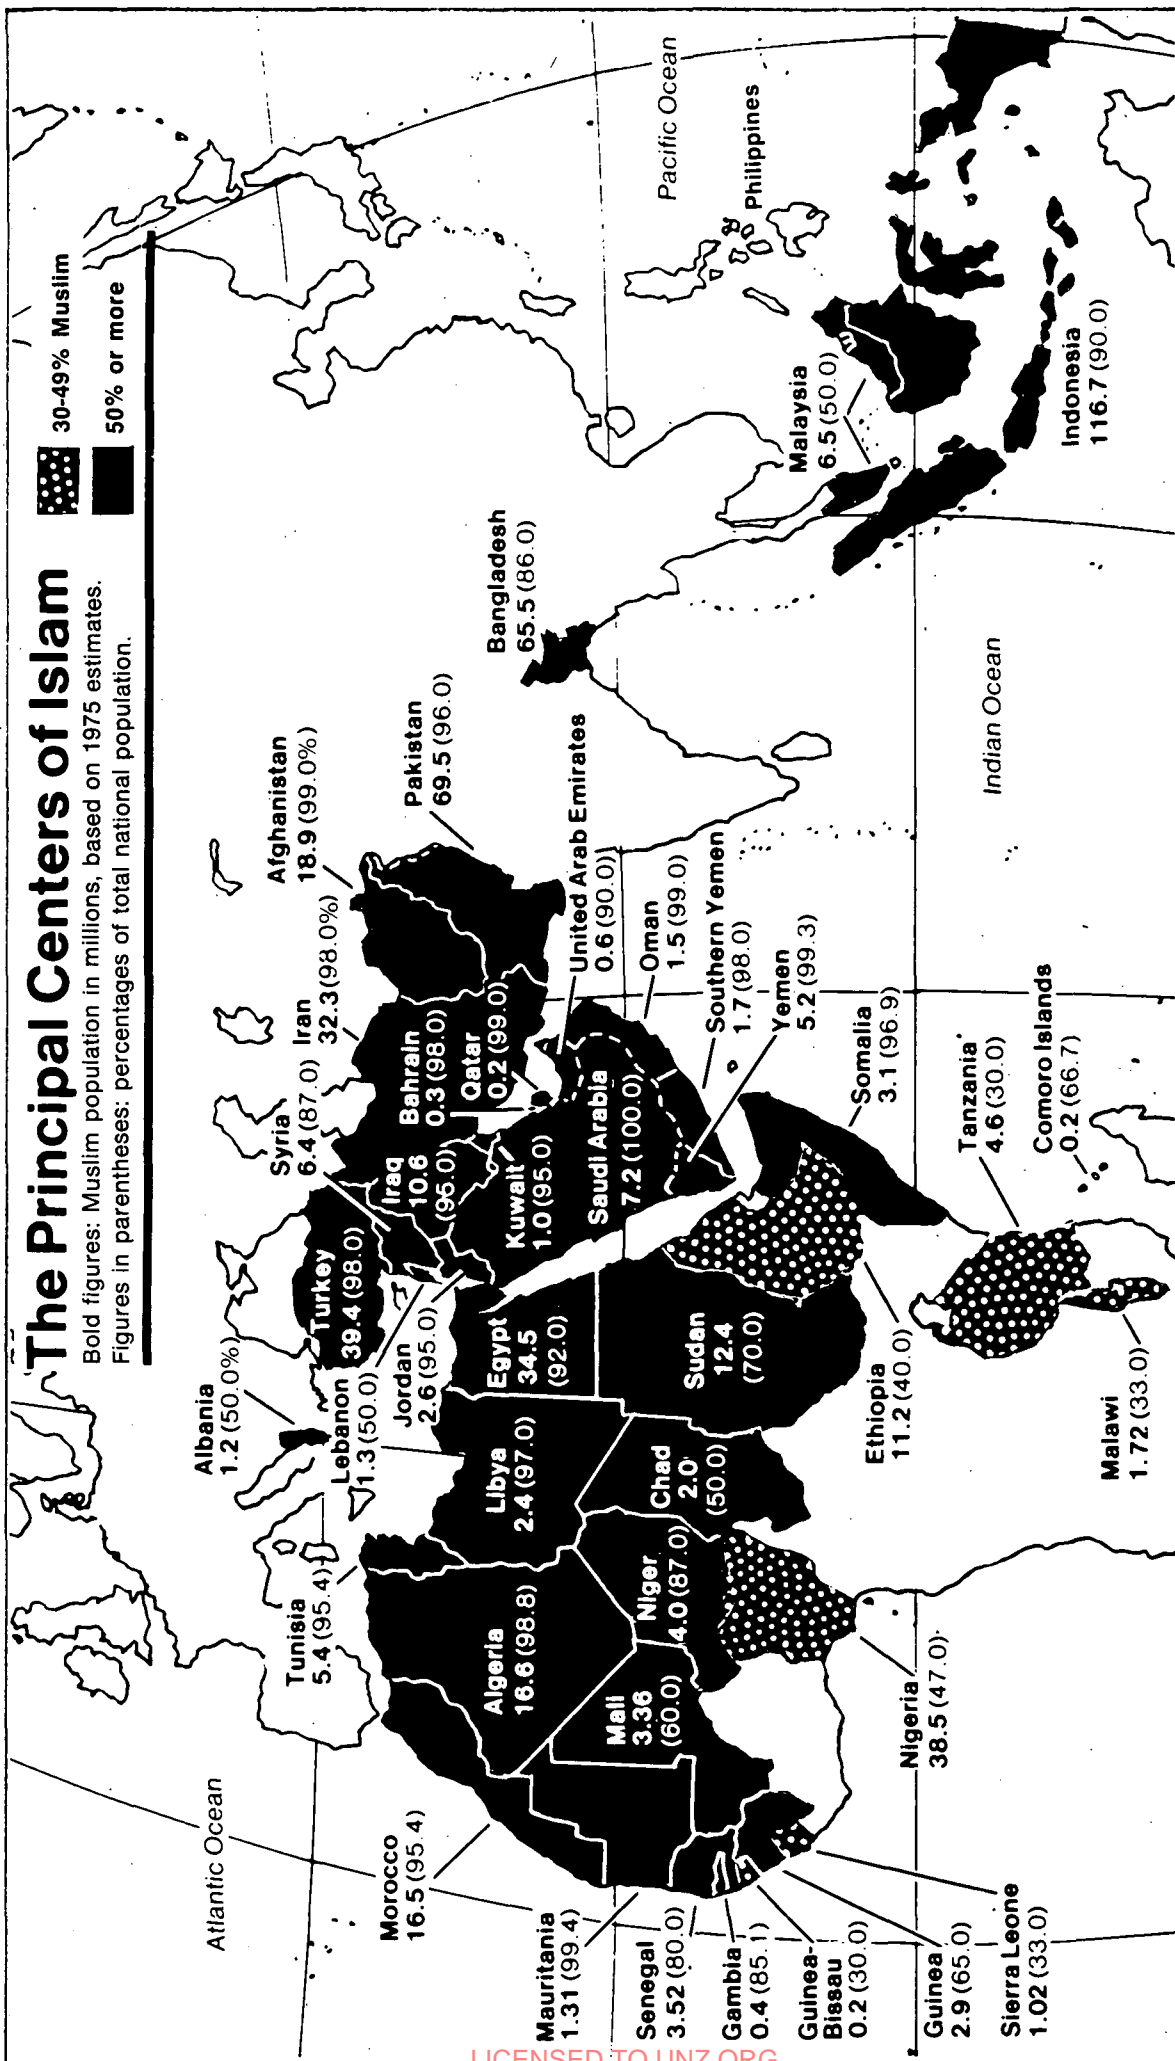 The Principal Centers of Islam
Bold figures: Muslim population in millions, based on 1975 estimates.
Figures in parentheses: percentages of total national population.
30-49% Muslim
50% or more
Atlantic Ocean
Pacific Ocean
Philippines
Indian Ocean
Albania
1.2 (50.0%)
Tunisia
5.4 (95.4)
Lebanon
1.3 (50.0)
Jordan
2.6 (95.0)
Turkey
39.4 (98.0)
Syria
6.4 (87.0)
Iran
32.3 (98.0%)
Afghanistan
18.9 (99.0%)
Pakistan
69.5 (96.0)
Bangladesh
65.5 (86.0)
Malaysia
6.5 (50.0)
Indonesia
116.7 (90.0)
Morocco
16.5 (95.4)
Algeria
16.6 (98.8)
Libya
2.4 (97.0)
Egypt
34.5
(92.0)
Iraq
10.6
(95.0)
Kuwait
1.0 (95.0)
Bahrain
0.3 (98.0)
Qatar
0.2 (99.0)
United Arab Emirates
0.6 (90.0)
Oman
1.5 (99.0)
Saudi Arabia
7.2 (100.0)
Southern Yemen
1.7 (98.0)
Yemen
5.2 (99.3)
Mauritania
1.31 (99.4)
Senegal
3.52 (80.0)
Gambia
0.4 (85.1)
Guinea-
Bissau
0.2 (30.0)
Guinea
2.9 (65.0)
Sierra Leone
1.02 (33.0)
Mali
3.36
(60.0)
Niger
4.0 (87.0)
Nigeria
38.5 (47.0)
Chad
2.0
(50.0)
Sudan
12.4
(70.0)
Ethiopia
11.2 (40.0)
Somalia
3.1 (96.9)
Tanzania
4.6 (30.0)
Comoro Islands
0.2 (66.7)
Malawi
1.72 (33.0)
LICENSED TO UNZ.ORG